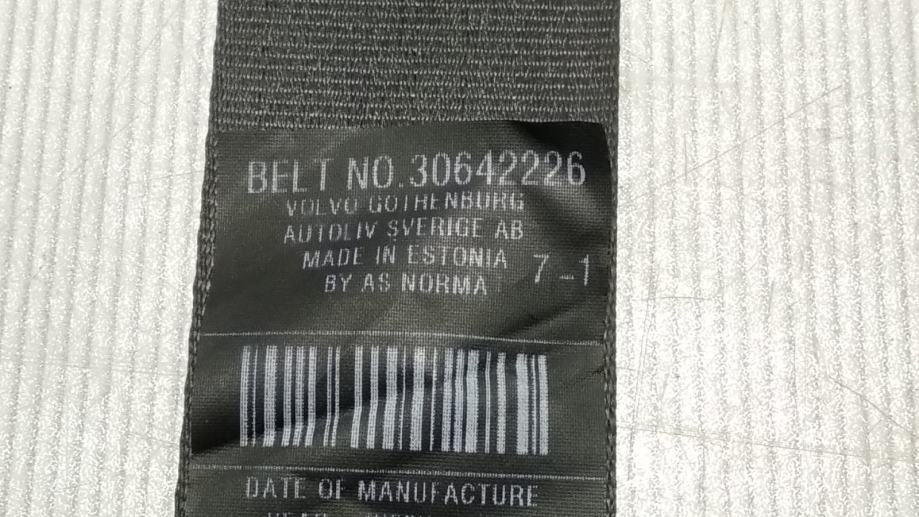 BELT NO.30642226
VOLVO GOTHENBURG
AUTOLIV SVERIGE AB
MADE IN ESTONIA 7-1
BY AS NORMA
DATE OF MANUFACTURE